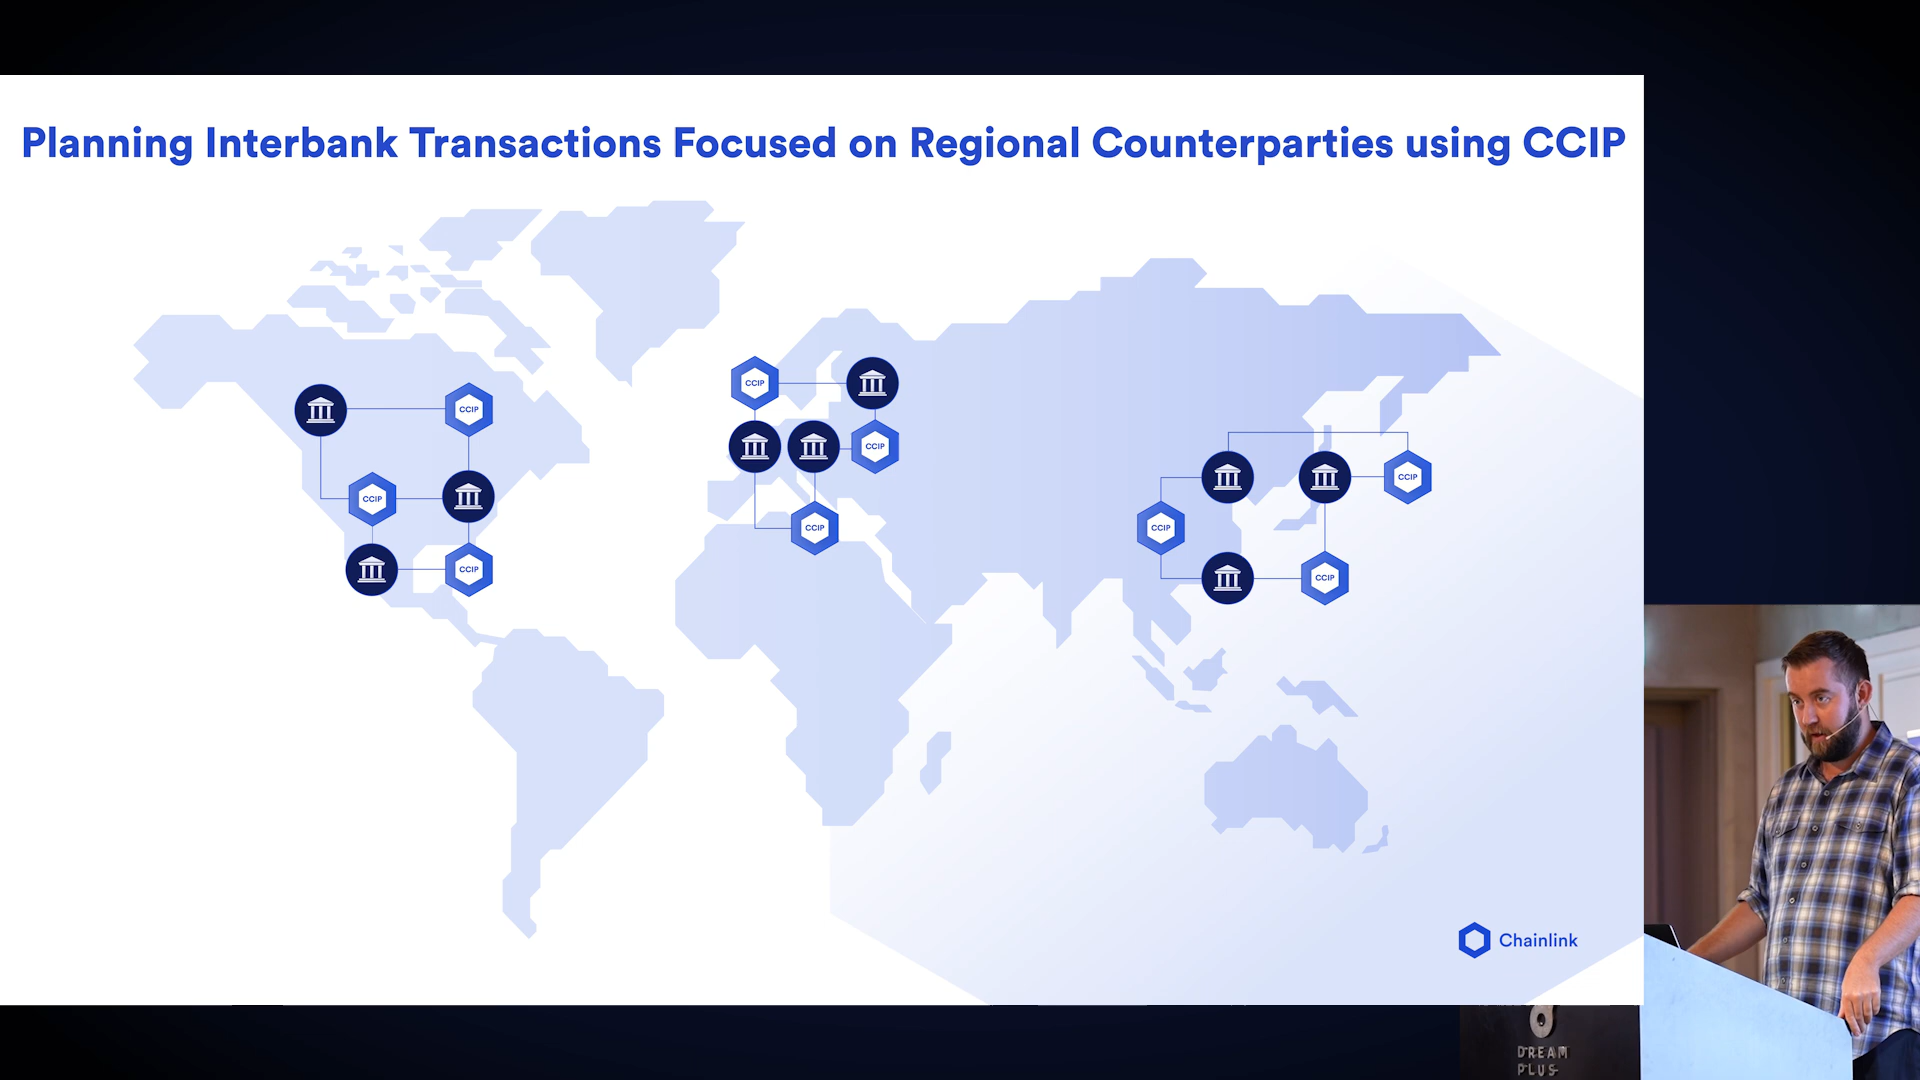 Planning Interbank Transactions Focused on Regional Counterparties using CCIP
CCIP
CCIP
CCIP
CCIP
CCIP
CCIP
CCIP
CCIP
CCIP
Chainlink
DREAM
PLUS